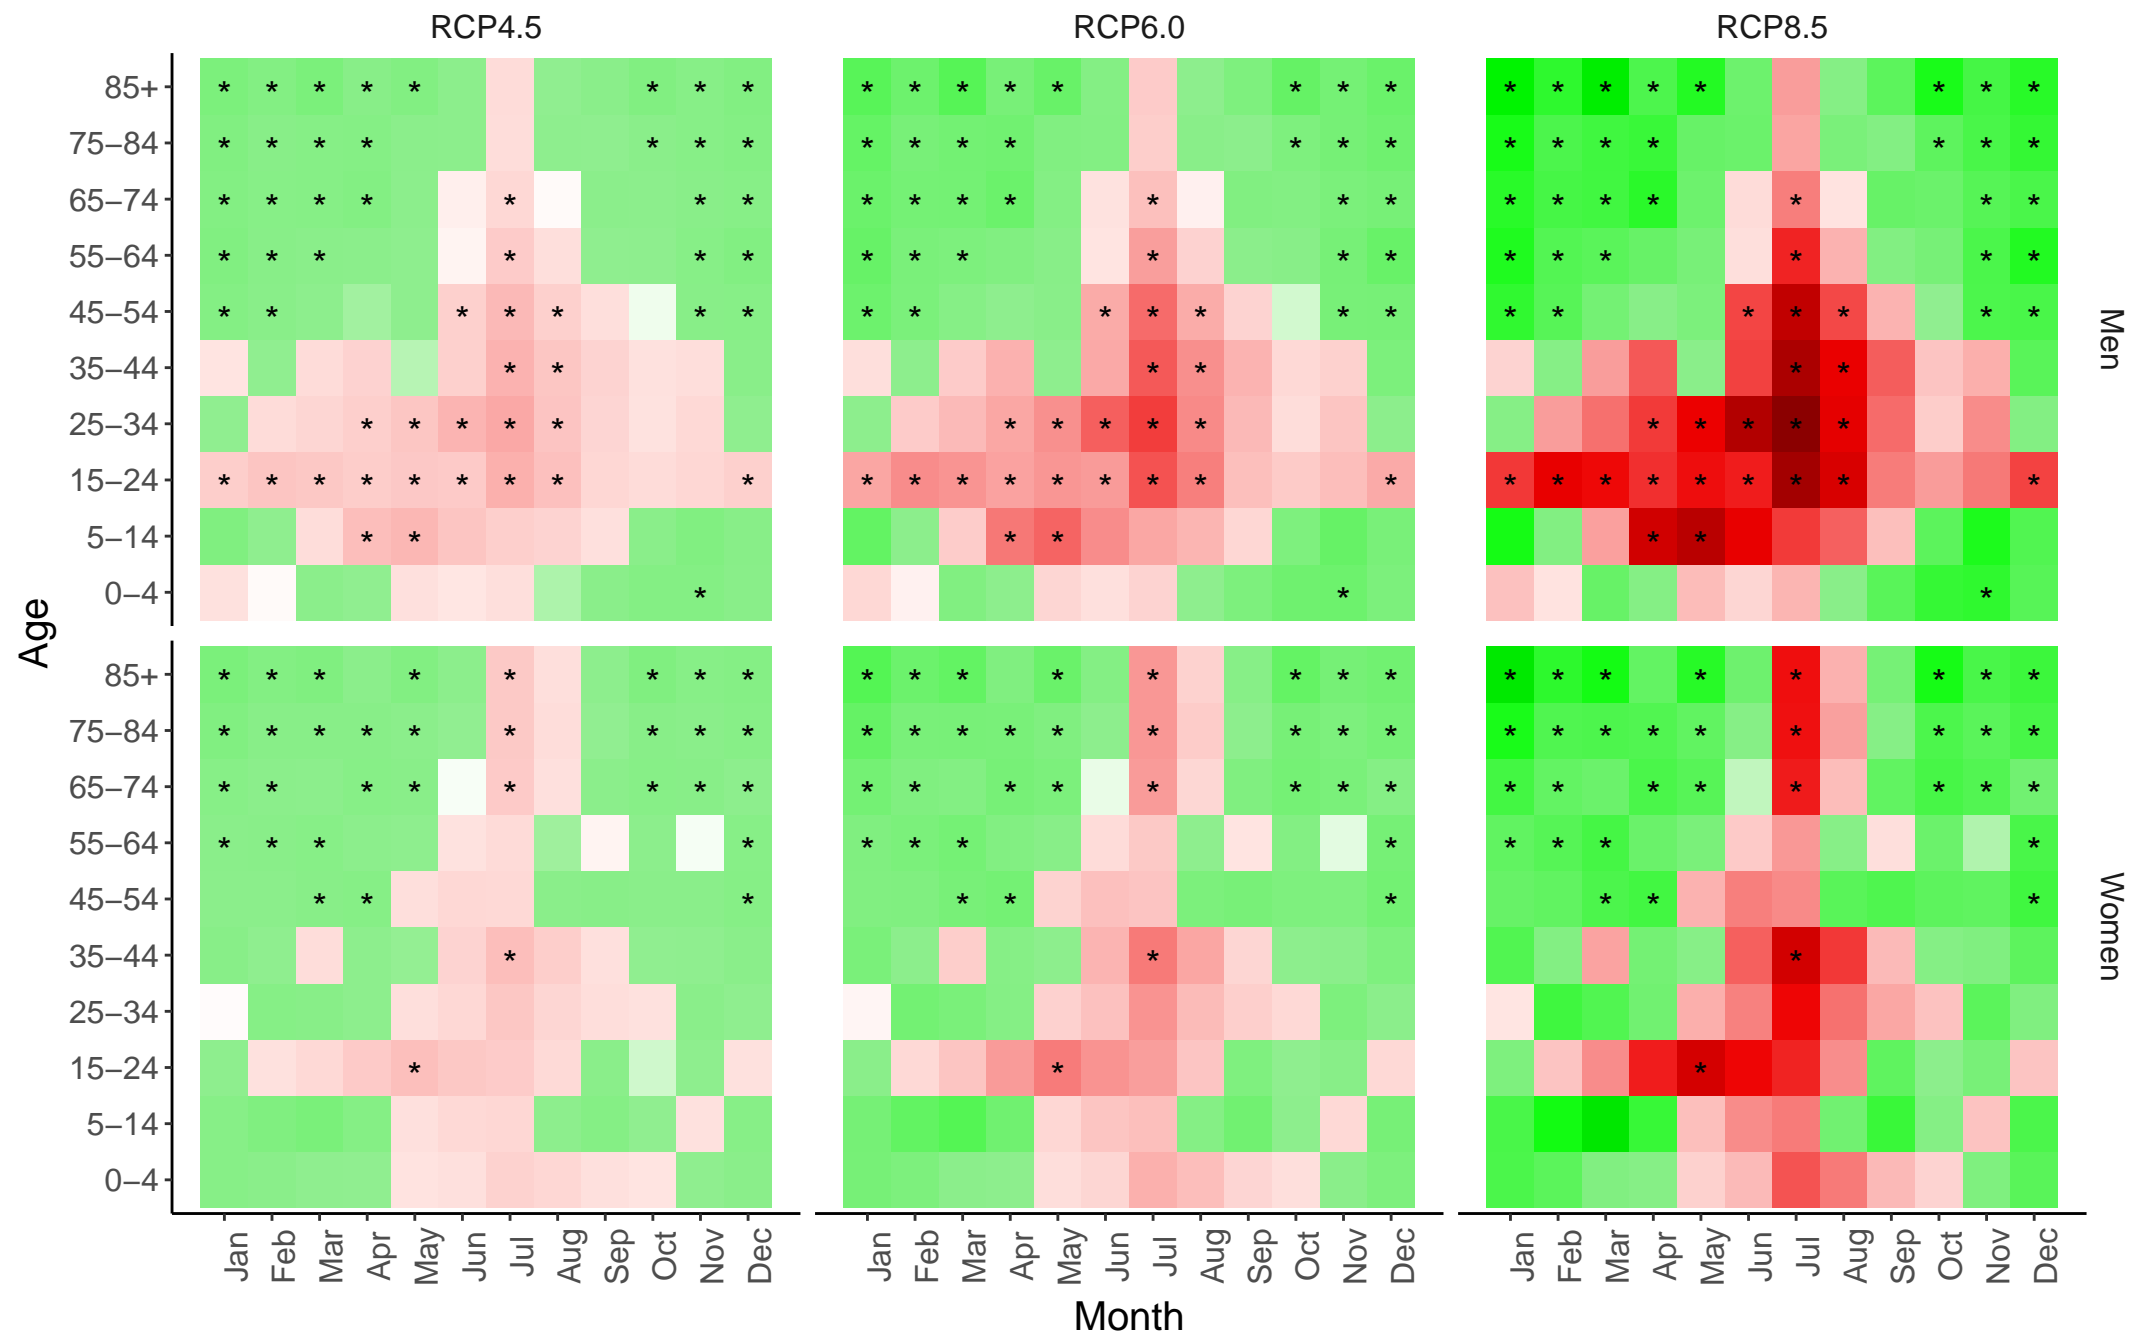 RCP4.5 RCP6.0 RCP8.5
85+ * * * * * * * * * * * * * * * * * * * * * * * *
75–84 * * * * * * * * * * * * * * * * * * * * *
65–74 * * * * * * * * * * * * * * * * * * * * *
55–64 * * * * * * * * * * * * * * * * * *
45–54 * * * * * * * * * * * * * * * * * * * * *
35–44 * * * * * *
25–34 * * * * * * * * * * * * * * *
15–24 * * * * * * * * * * * * * * * * * * * * * * * * * * *
5–14 * * * * * *
0–4 * * *
Men
85+ * * * * * * * * * * * * * * * * * * * * * * * *
75–84 * * * * * * * * * * * * * * * * * * * * * * * * * * *
65–74 * * * * * * * * * * * * * * * * * * * * * * * *
55–64 * * * * * * * * * * * *
45–54 * * * * * * * * *
35–44 * * *
25–34
15–24 * * *
5–14
0–4
Women
Age
Jan Feb Mar Apr May Jun Jul Aug Sep Oct Nov Dec Jan Feb Mar Apr May Jun Jul Aug Sep Oct Nov Dec Jan Feb Mar Apr May Jun Jul Aug Sep Oct Nov Dec
Month